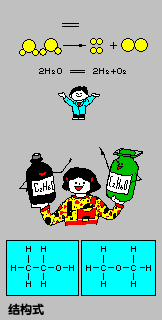 +
2H₂O ══ 2H₂+O₂
C₂H₆O C₂H₆O
H H H H
H–C–C–O–H H–C–O–C–H
H H H H
结构式